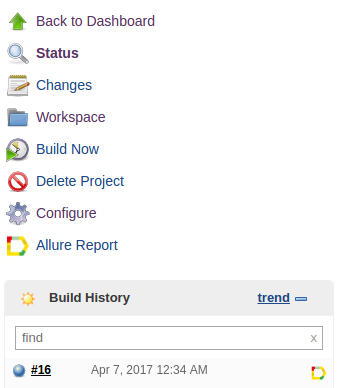 Back to Dashboard
Status
Changes
Workspace
Build Now
Delete Project
Configure
Allure Report
Build History trend
find x
#16 Apr 7, 2017 12:34 AM